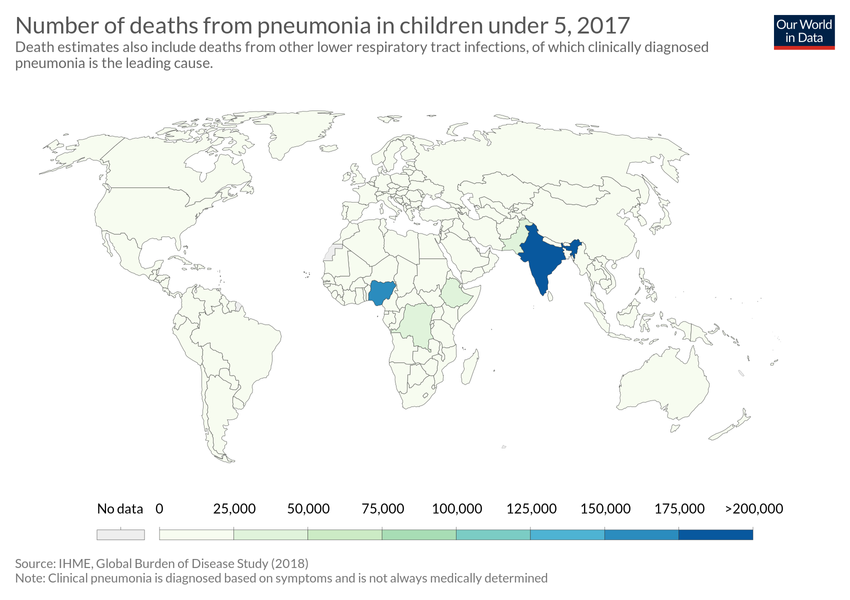 Number of deaths from pneumonia in children under 5, 2017
Death estimates also include deaths from other lower respiratory tract infections, of which clinically diagnosed
pneumonia is the leading cause.
Our World
in Data
No data 0 25,000 50,000 75,000 100,000 125,000 150,000 175,000 >200,000
Source: IHME, Global Burden of Disease Study (2018)
Note: Clinical pneumonia is diagnosed based on symptoms and is not always medically determined